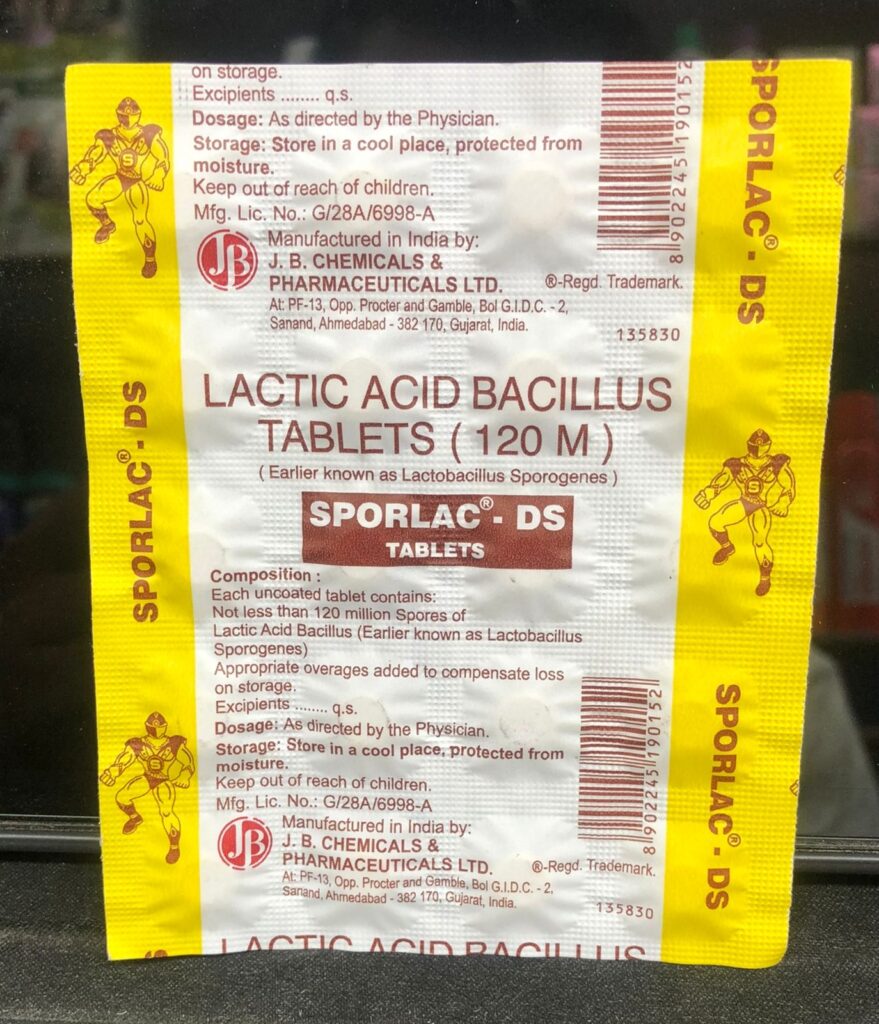 on storage.
Excipients ........ q.s.
Dosage: As directed by the Physician.
Storage: Store in a cool place, protected from
moisture.
Keep out of reach of children.
Mfg. Lic. No.: G/28A/6998-A
JB
Manufactured in India by:
J. B. CHEMICALS &
PHARMACEUTICALS LTD.
®-Regd. Trademark.
At: PF-13, Opp. Procter and Gamble, Bol G.I.D.C. - 2,
Sanand, Ahmedabad - 382 170, Gujarat, India.
135830
8 902245 190152
SPORLAC® - DS
S
LACTIC ACID BACILLUS
TABLETS ( 120 M )
( Earlier known as Lactobacillus Sporogenes )
SPORLAC® - DS
TABLETS
SPORLAC® - DS
S
Composition :
Each uncoated tablet contains:
Not less than 120 million Spores of
Lactic Acid Bacillus (Earlier known as Lactobacillus
Sporogenes)
Appropriate overages added to compensate loss
on storage.
Excipients ........ q.s.
Dosage: As directed by the Physician.
Storage: Store in a cool place, protected from
moisture.
Keep out of reach of children.
Mfg. Lic. No.: G/28A/6998-A
JB
Manufactured in India by:
J. B. CHEMICALS &
PHARMACEUTICALS LTD.
®-Regd. Trademark.
At: PF-13, Opp. Procter and Gamble, Bol G.I.D.C. - 2,
Sanand, Ahmedabad - 382 170, Gujarat, India.
135830
8 902245 190152
SPORLAC® - DS
S
LACTIC ACID BACILLUS